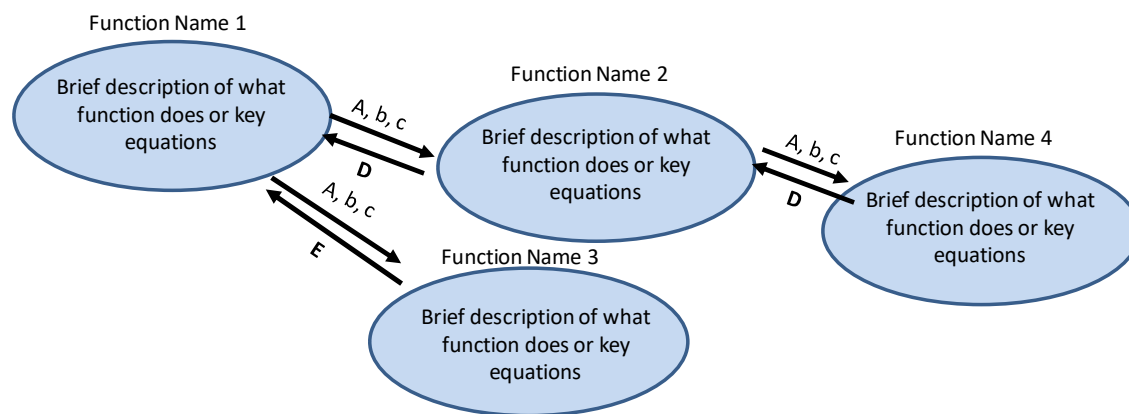 Function Name 1
Brief description of what
function does or key
equations
A, b, c
D
Function Name 2
Brief description of what
function does or key
equations
A, b, c
D
Function Name 4
Brief description of what
function does or key
equations
A, b, c
E
Function Name 3
Brief description of what
function does or key
equations